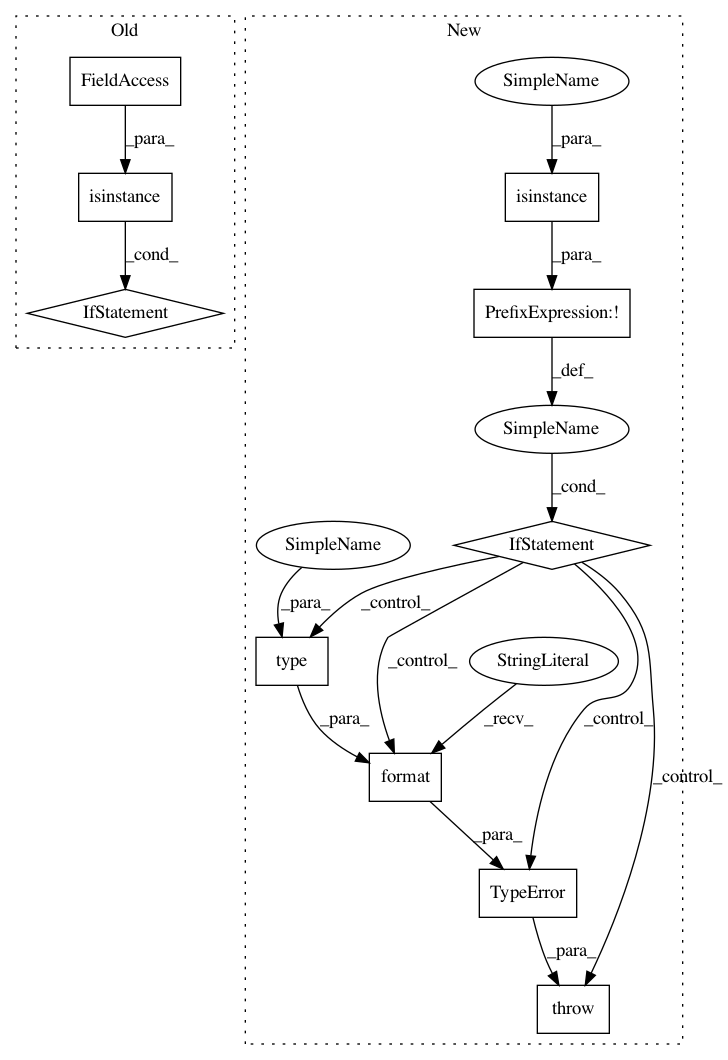 Old
New
FieldAccess
SimpleName
_para_
_para_
isinstance
isinstance
_cond_
_para_
IfStatement
PrefixExpression:!
_def_
SimpleName
_cond_
SimpleName
IfStatement
_para_
_control_
type
_control_
StringLiteral
_para_
_recv_
_control_
format
_control_
_para_
TypeError
_para_
throw